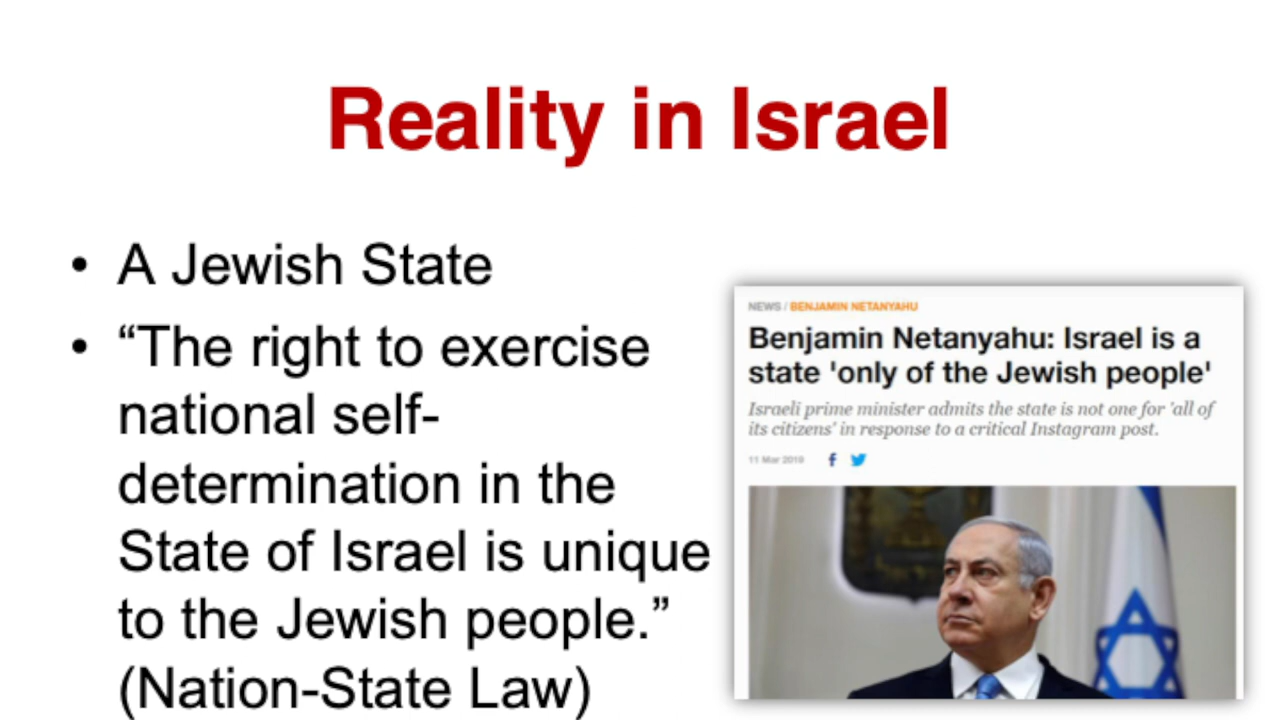 Reality in Israel
• A Jewish State
• “The right to exercise
national self-
determination in the
State of Israel is unique
to the Jewish people.”
(Nation-State Law)
NEWS / BENJAMIN NETANYAHU
Benjamin Netanyahu: Israel is a
state 'only of the Jewish people'
Israeli prime minister admits the state is not one for 'all of
its citizens' in response to a critical Instagram post.
11 Mar 2019